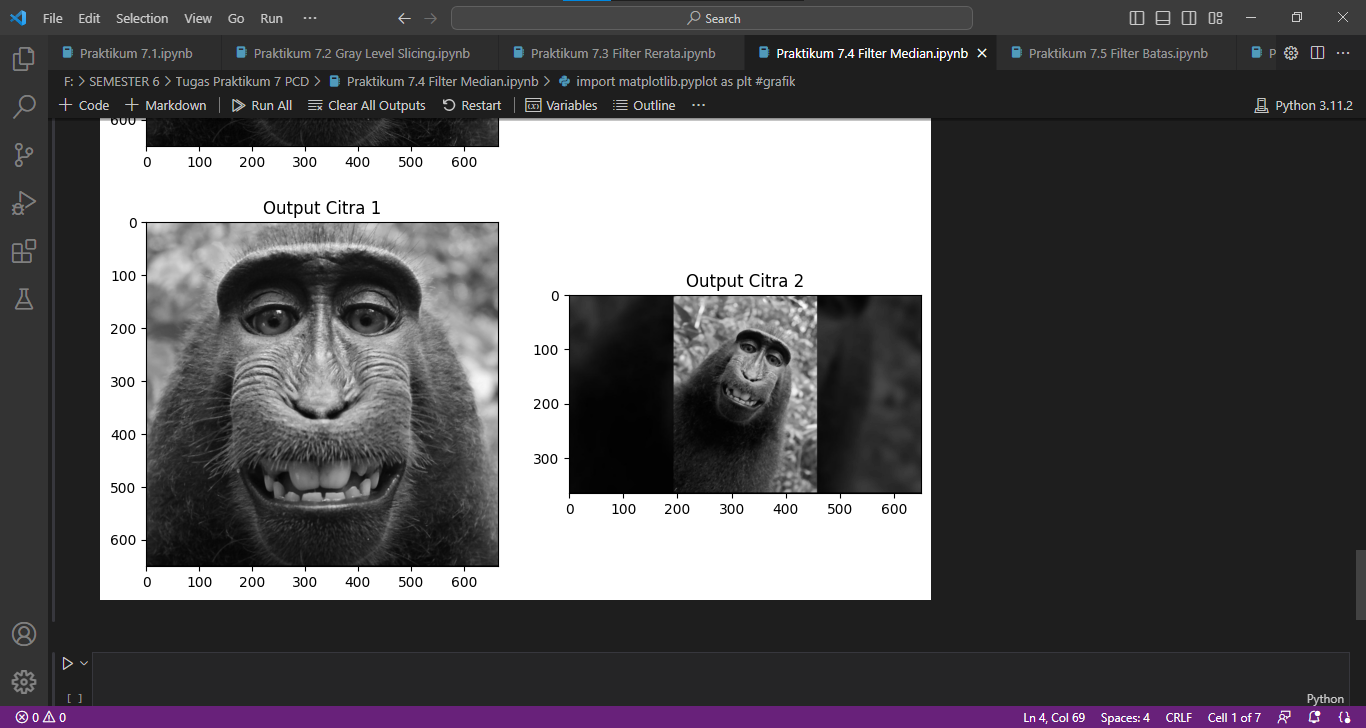 File Edit Selection View Go Run ··· Search
Praktikum 7.1.ipynb Praktikum 7.2 Gray Level Slicing.ipynb Praktikum 7.3 Filter Rerata.ipynb Praktikum 7.4 Filter Median.ipynb Praktikum 7.5 Filter Batas.ipynb P
F: > SEMESTER 6 > Tugas Praktikum 7 PCD > Praktikum 7.4 Filter Median.ipynb > import matplotlib.pyplot as plt #grafik
+ Code + Markdown Run All Clear All Outputs Restart Variables Outline ··· Python 3.11.2
600
0 100 200 300 400 500 600
Output Citra 1
0
100
200
300
400
500
600
0 100 200 300 400 500 600
Output Citra 2
0
100
200
300
0 100 200 300 400 500 600
[ ]
Python
0 0 Ln 4, Col 69 Spaces: 4 CRLF Cell 1 of 7